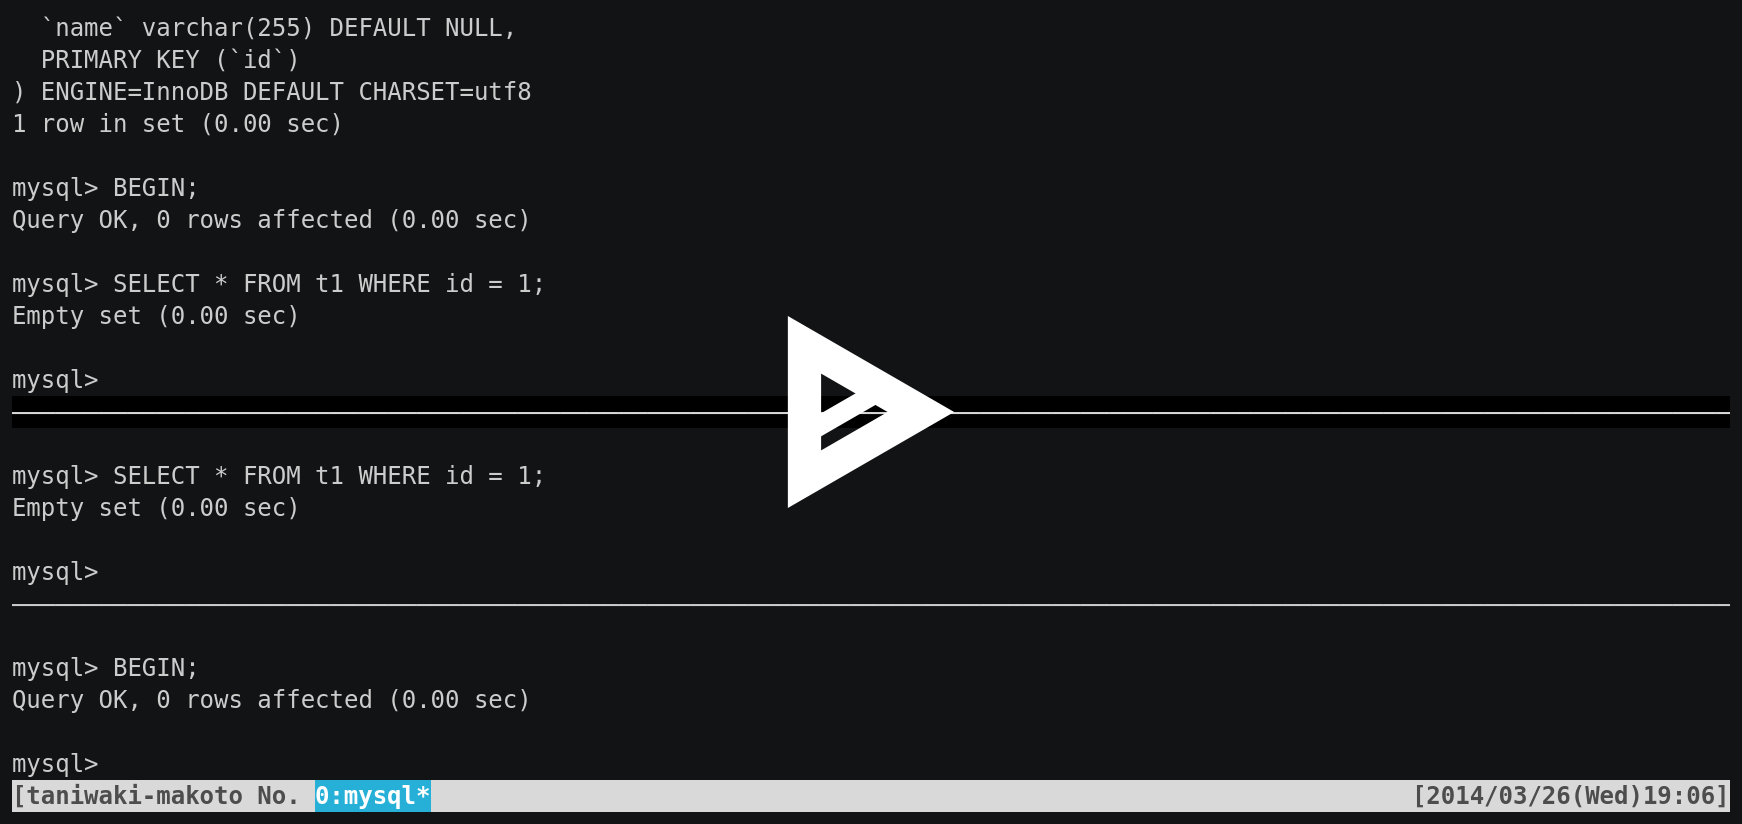 `name` varchar(255) DEFAULT NULL,
PRIMARY KEY (`id`)
) ENGINE=InnoDB DEFAULT CHARSET=utf8
1 row in set (0.00 sec)
mysql> BEGIN;
Query OK, 0 rows affected (0.00 sec)
mysql> SELECT * FROM t1 WHERE id = 1;
Empty set (0.00 sec)
mysql>
mysql> SELECT * FROM t1 WHERE id = 1;
Empty set (0.00 sec)
mysql>
mysql> BEGIN;
Query OK, 0 rows affected (0.00 sec)
mysql>
[taniwaki-makoto No. 0:mysql* [2014/03/26(Wed)19:06]